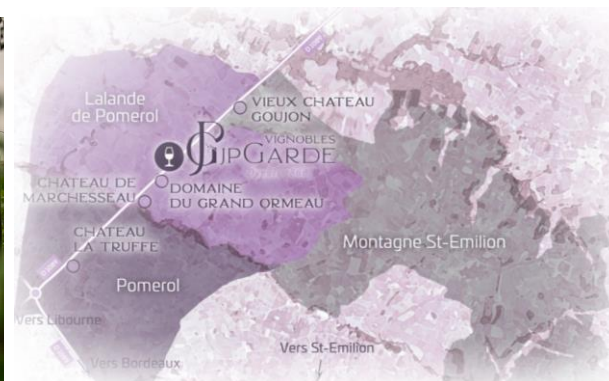 Lalande
de Pomerol
VIEUX CHATEAU
GOUJON
VIGNOBLES
JPGARDE
CHATEAU DE
MARCHESSEAU
DOMAINE
DU GRAND ORMEAU
CHATEAU
LA TRUFFE
Montagne St-Emilion
Pomerol
Vers Libourne
Vers St-Emilion
Vers Bordeaux